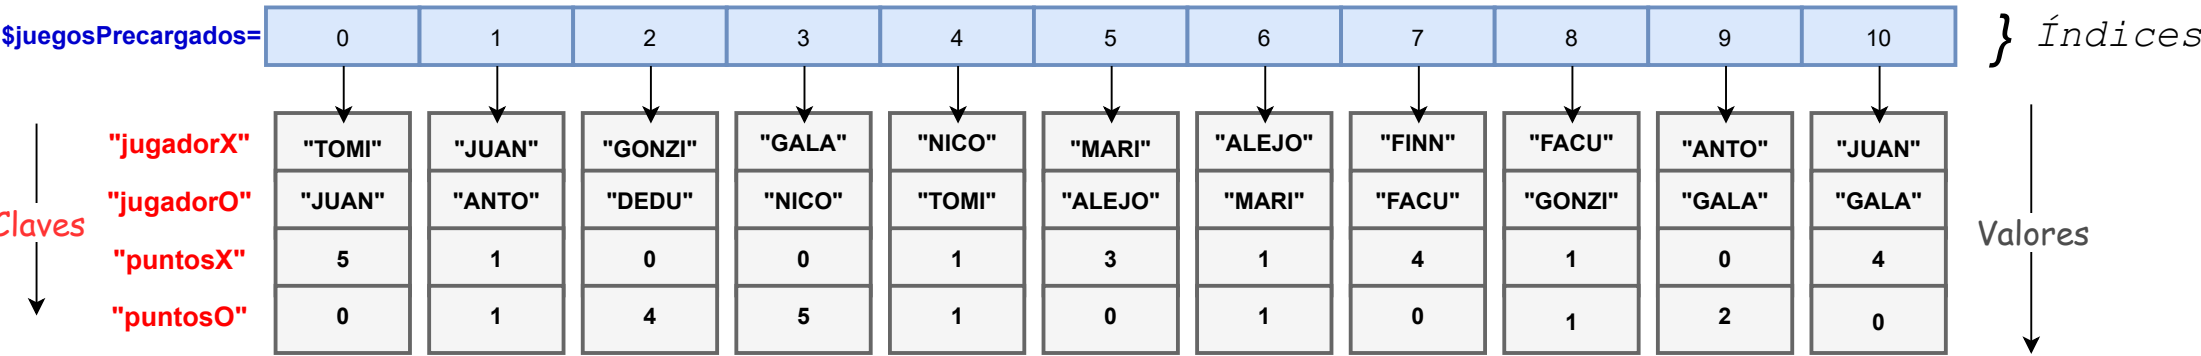 $juegosPrecargados= 0 1 2 3 4 5 6 7 8 9 10 } Índices
"jugadorX" "TOMI" "JUAN" "GONZI" "GALA" "NICO" "MARI" "ALEJO" "FINN" "FACU" "ANTO" "JUAN"
"jugadorO" "JUAN" "ANTO" "DEDU" "NICO" "TOMI" "ALEJO" "MARI" "FACU" "GONZI" "GALA" "GALA"
Claves Valores
"puntosX" 5 1 0 0 1 3 1 4 1 0 4
"puntosO" 0 1 4 5 1 0 1 0 1 2 0